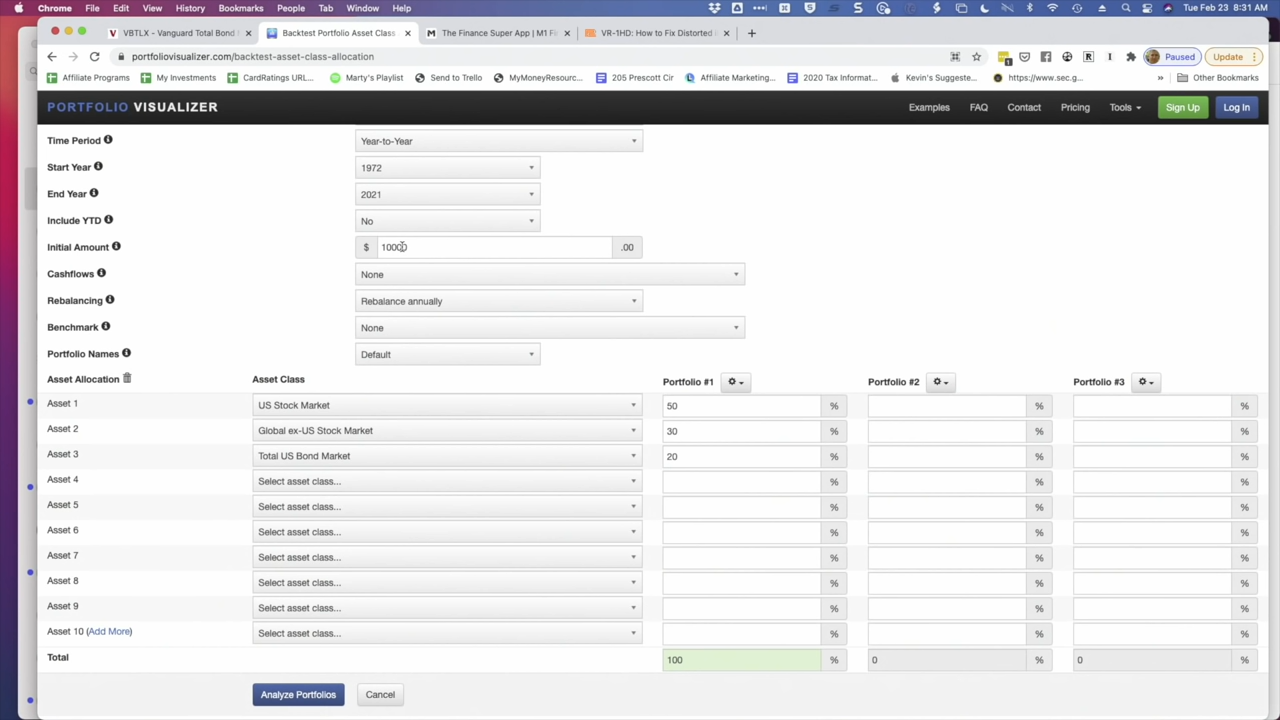 Chrome File Edit View History Bookmarks People Tab Window Help Tue Feb 23 8:31 AM
VBTLX - Vanguard Total Bond Backtest Portfolio Asset Class The Finance Super App | M1 Fi VR-1HD: How to Fix Distorted
portfoliovisualizer.com/backtest-asset-class-allocation Paused Update
Affiliate Programs My Investments CardRatings URL... Marty's Playlist Send to Trello MyMoneyResourc... 205 Prescott Cir Affiliate Marketing... 2020 Tax Informat... Kevin's Suggeste... https://www.sec.g... » Other Bookmarks
PORTFOLIO VISUALIZER Examples FAQ Contact Pricing Tools Sign Up Log In
Time Period Year-to-Year
Start Year 1972
End Year 2021
Include YTD No
Initial Amount $ 10000 .00
Cashflows None
Rebalancing Rebalance annually
Benchmark None
Portfolio Names Default
Asset Allocation Asset Class Portfolio #1 Portfolio #2 Portfolio #3
Asset 1 US Stock Market 50 % % %
Asset 2 Global ex-US Stock Market 30 % % %
Asset 3 Total US Bond Market 20 % % %
Asset 4 Select asset class... % % %
Asset 5 Select asset class... % % %
Asset 6 Select asset class... % % %
Asset 7 Select asset class... % % %
Asset 8 Select asset class... % % %
Asset 9 Select asset class... % % %
Asset 10 (Add More) Select asset class... % % %
Total 100 % 0 % 0 %
Analyze Portfolios Cancel